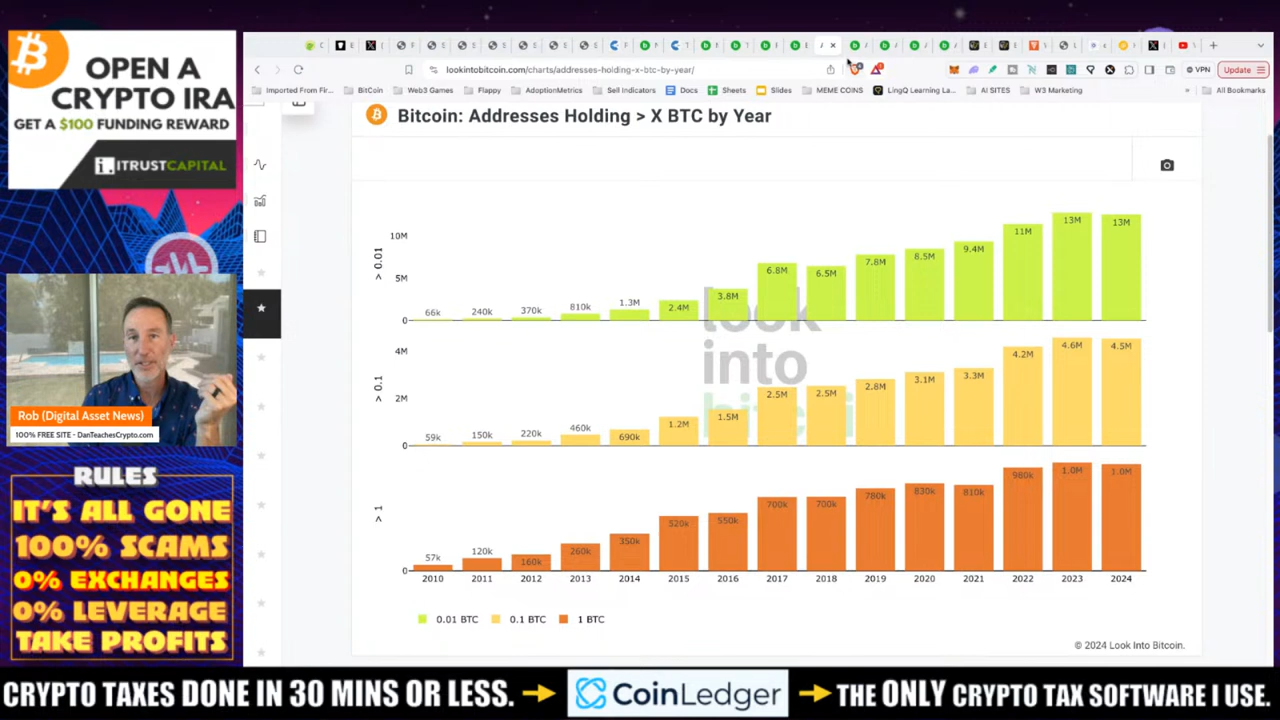 OPEN A
CRYPTO IRA
GET A $100 FUNDING REWARD
i. ITRUSTCAPITAL
Rob (Digital Asset News)
100% FREE SITE - DanTeachesCrypto.com
RULES
IT'S ALL GONE
100% SCAMS
0% EXCHANGES
0% LEVERAGE
TAKE PROFITS
lookintobitcoin.com/charts/addresses-holding-x-btc-by-year/
VPN
Update
Imported From Fir...
BitCoin
Web3 Games
Flappy
AdoptionMetrics
Sell Indicators
Docs
Sheets
Slides
MEME COINS
LingQ Learning La...
AI SITES
W3 Marketing
»
All Bookmarks
Bitcoin: Addresses Holding > X BTC by Year
look
into
bitcoi
> 0.01
10M
5M
0
66k 240k 370k 810k 1.3M 2.4M 3.8M 6.8M 6.5M 7.8M 8.5M 9.4M 11M 13M 13M
> 0.1
4M
2M
0
59k 150k 220k 460k 690k 1.2M 1.5M 2.5M 2.5M 2.8M 3.1M 3.3M 4.2M 4.6M 4.5M
> 1
0
57k 120k 160k 260k 350k 520k 550k 700k 700k 780k 830k 810k 980k 1.0M 1.0M
2010 2011 2012 2013 2014 2015 2016 2017 2018 2019 2020 2021 2022 2023 2024
0.01 BTC 0.1 BTC 1 BTC
© 2024 Look Into Bitcoin.
CRYPTO TAXES DONE IN 30 MINS OR LESS. CoinLedger THE ONLY CRYPTO TAX SOFTWARE I USE.